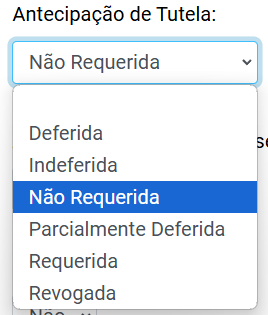 Antecipação de Tutela:
Não Requerida
Deferida
Indeferida
Não Requerida
Parcialmente Deferida
Requerida
Revogada